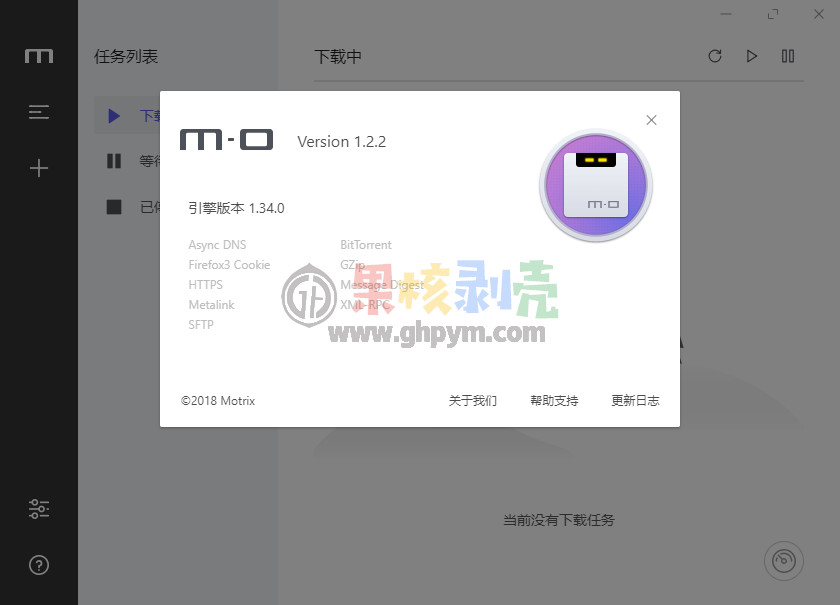 任务列表
下载中
下载
等待
已停
m-o Version 1.2.2
m-o
引擎版本 1.34.0
Async DNS
BitTorrent
Firefox3 Cookie
GZip
HTTPS
Message Digest
Metalink
XML-RPC
SFTP
果核剥壳
www.ghpym.com
©2018 Motrix
关于我们
帮助支持
更新日志
当前没有下载任务